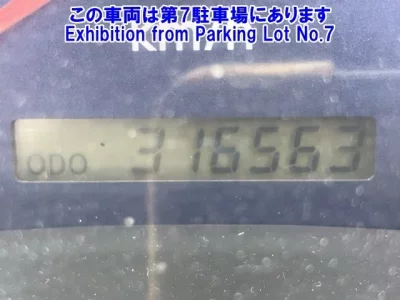 この車両は第7駐車場にあります
Exhibition from Parking Lot No.7
km/h
ODO 316563